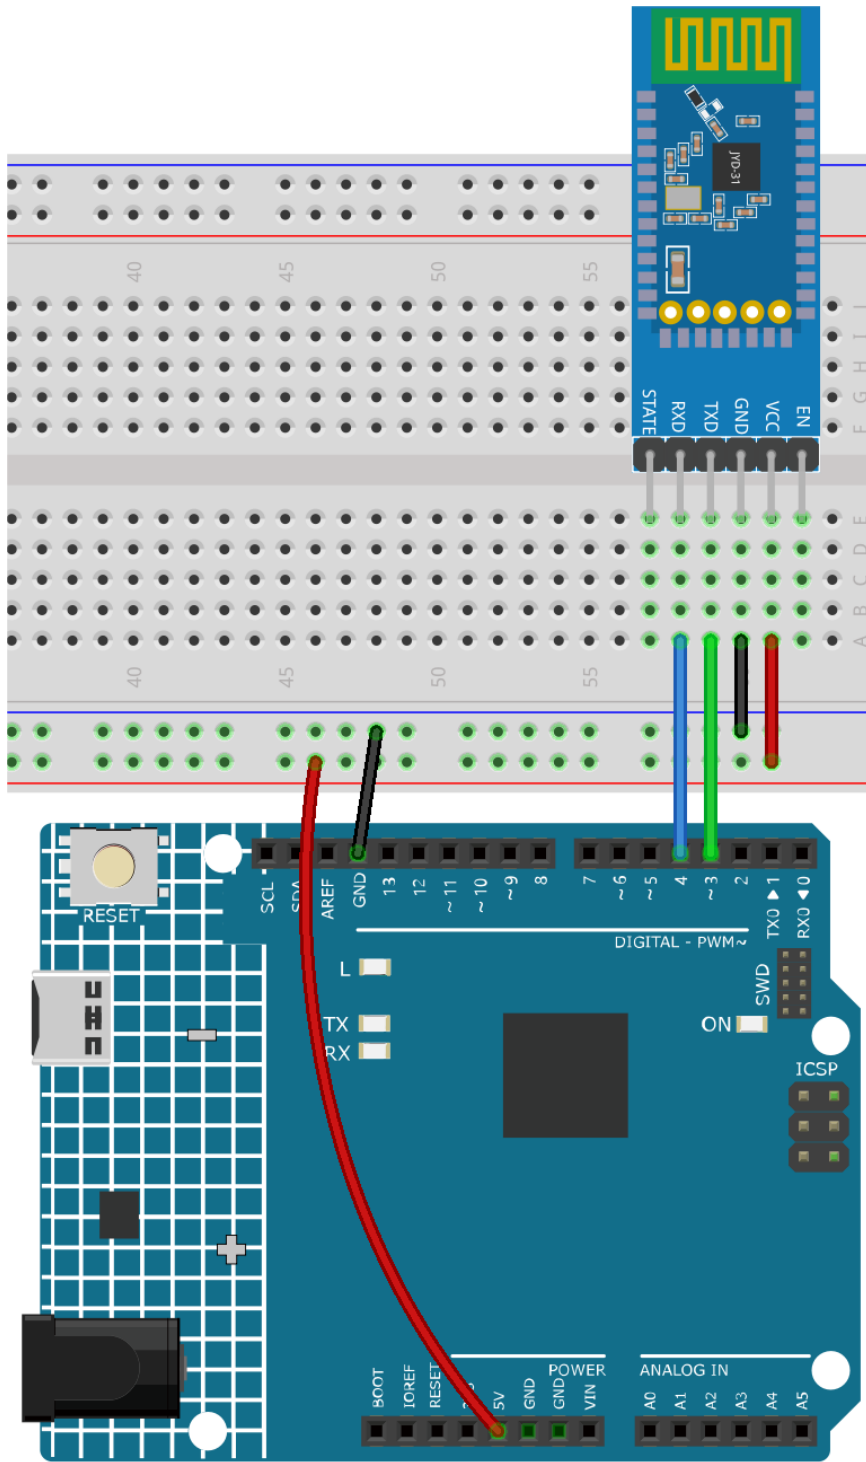 JYD-31
40 45 50 55
J
I
H
G
F
STATE RXD TXD GND VCC EN
E
D
C
B
A
40 45 50 55
RESET
SCL SDA AREF GND 13 12 ~11 ~10 ~9 8 7 ~6 ~5 4 ~3 2 TX0 ▶ 1 RX0 ◀ 0
DIGITAL - PWM~
L
TX
RX
ON
SWD
ICSP
POWER
ANALOG IN
BOOT IOREF RESET 5V GND GND VIN A0 A1 A2 A3 A4 A5